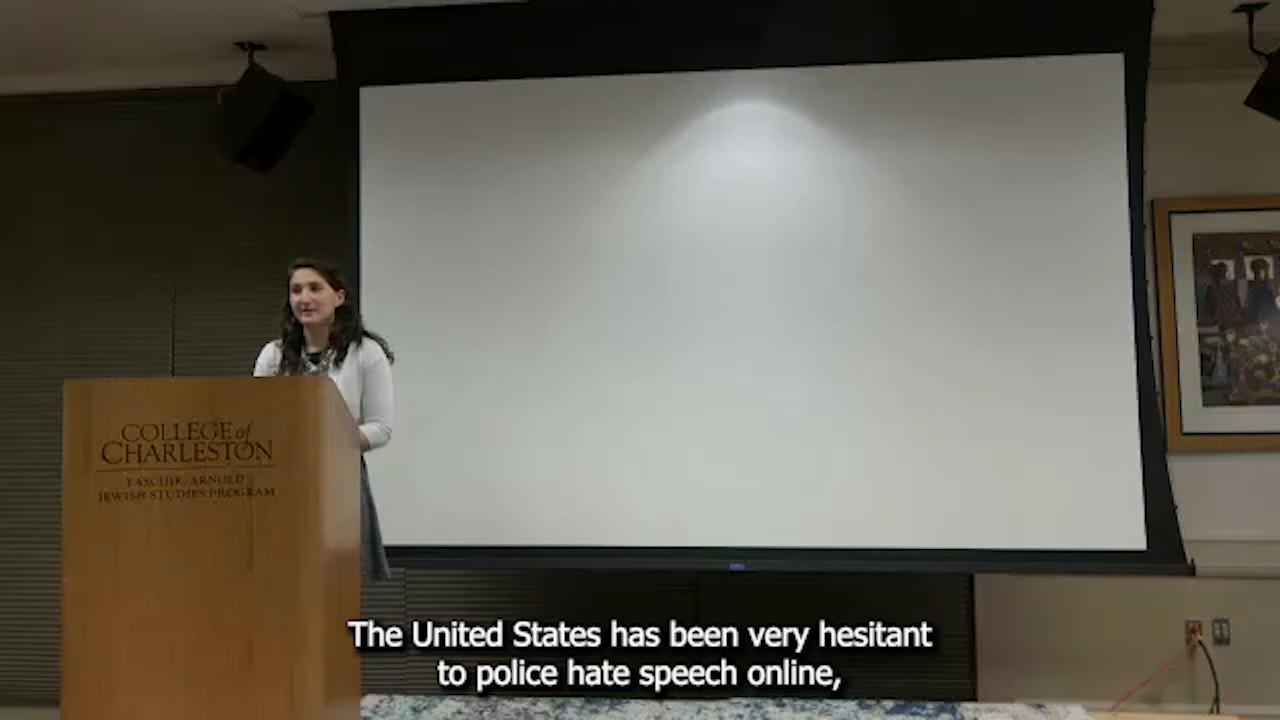 COLLEGE of
CHARLESTON
YASCHIK/ARNOLD
JEWISH STUDIES PROGRAM
The United States has been very hesitant
to police hate speech online,